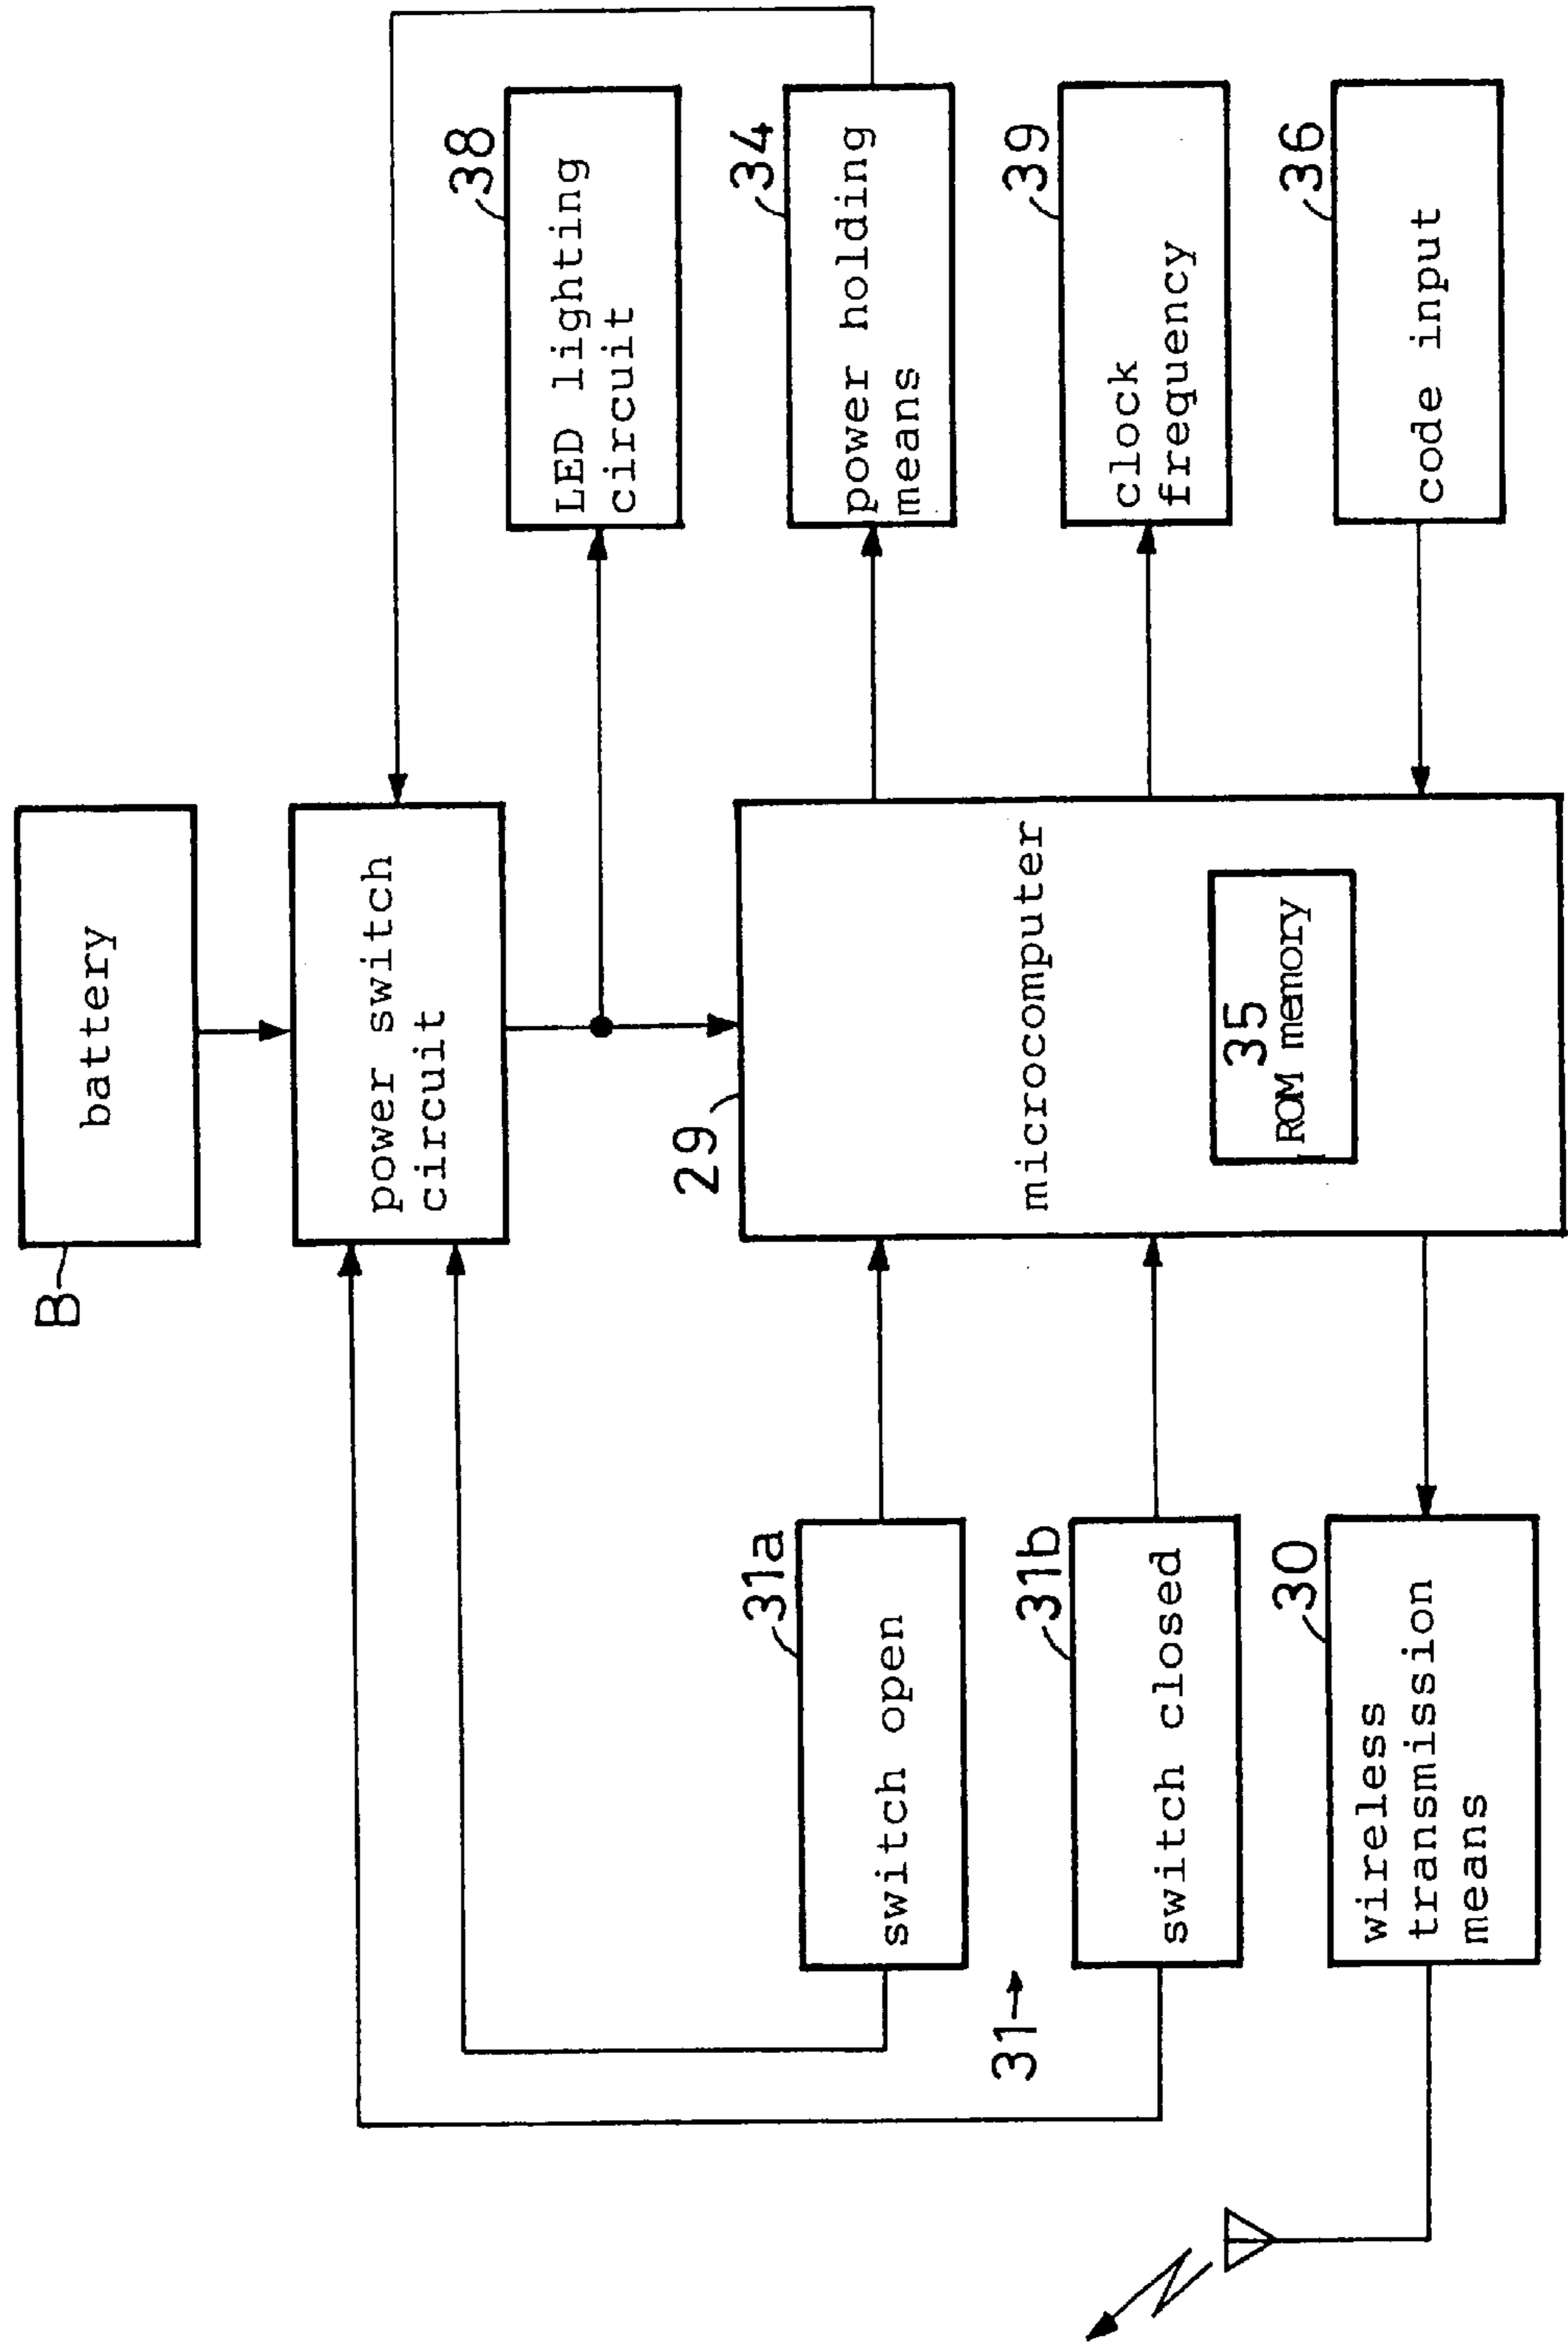 B
battery
power switch
circuit
38
LED lighting
circuit
34
power holding
means
39
clock
frequency
36
code input
29
microcomputer
35
ROM memory
31a
switch open
31
31b
switch closed
30
wireless
transmission
means